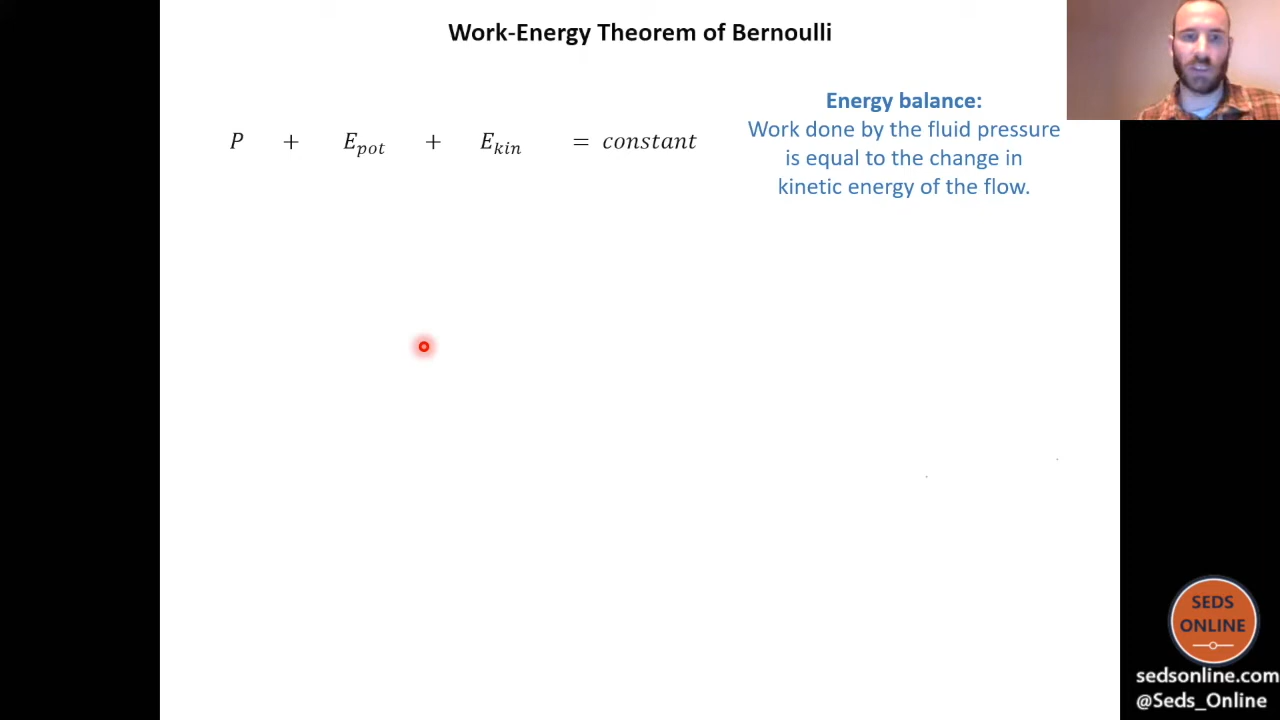 Work-Energy Theorem of Bernoulli
P + E_pot + E_kin = constant
Energy balance:
Work done by the fluid pressure
is equal to the change in
kinetic energy of the flow.
SEDS
ONLINE
sedsonline.com
@Seds_Online